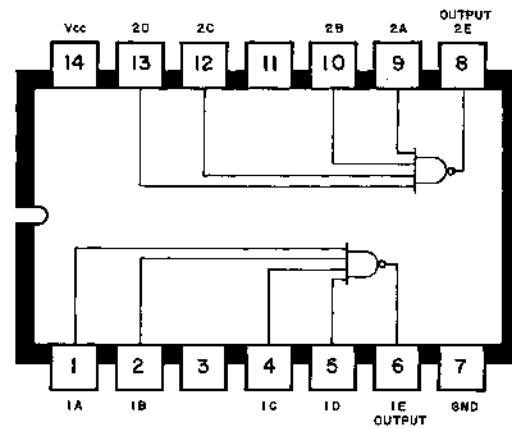 OUTPUT
Vcc 2D 2C 2B 2A 2E
14 13 12 11 10 9 8
1 2 3 4 5 6 7
1A 1B 1C 1D 1E GND
OUTPUT